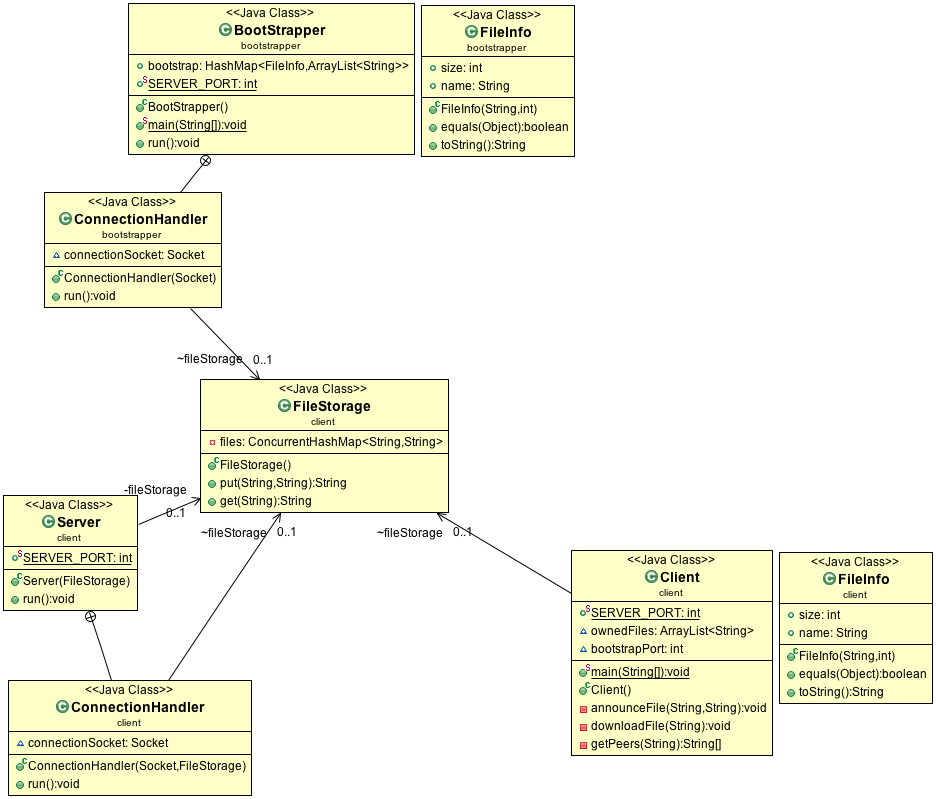 <<Java Class>>
BootStrapper
bootstrapper
bootstrap: HashMap<FileInfo,ArrayList<String>>
SERVER_PORT: int
BootStrapper()
main(String[]):void
run():void
<<Java Class>>
FileInfo
bootstrapper
size: int
name: String
FileInfo(String,int)
equals(Object):boolean
toString():String
<<Java Class>>
ConnectionHandler
bootstrapper
connectionSocket: Socket
ConnectionHandler(Socket)
run():void
~fileStorage 0..1
<<Java Class>>
FileStorage
client
files: ConcurrentHashMap<String,String>
FileStorage()
put(String,String):String
get(String):String
-fileStorage
0..1
~fileStorage 0..1
~fileStorage 0..1
<<Java Class>>
Server
client
SERVER_PORT: int
Server(FileStorage)
run():void
<<Java Class>>
Client
client
SERVER_PORT: int
ownedFiles: ArrayList<String>
bootstrapPort: int
main(String[]):void
Client()
announceFile(String,String):void
downloadFile(String):void
getPeers(String):String[]
<<Java Class>>
FileInfo
client
size: int
name: String
FileInfo(String,int)
equals(Object):boolean
toString():String
<<Java Class>>
ConnectionHandler
client
connectionSocket: Socket
ConnectionHandler(Socket,FileStorage)
run():void